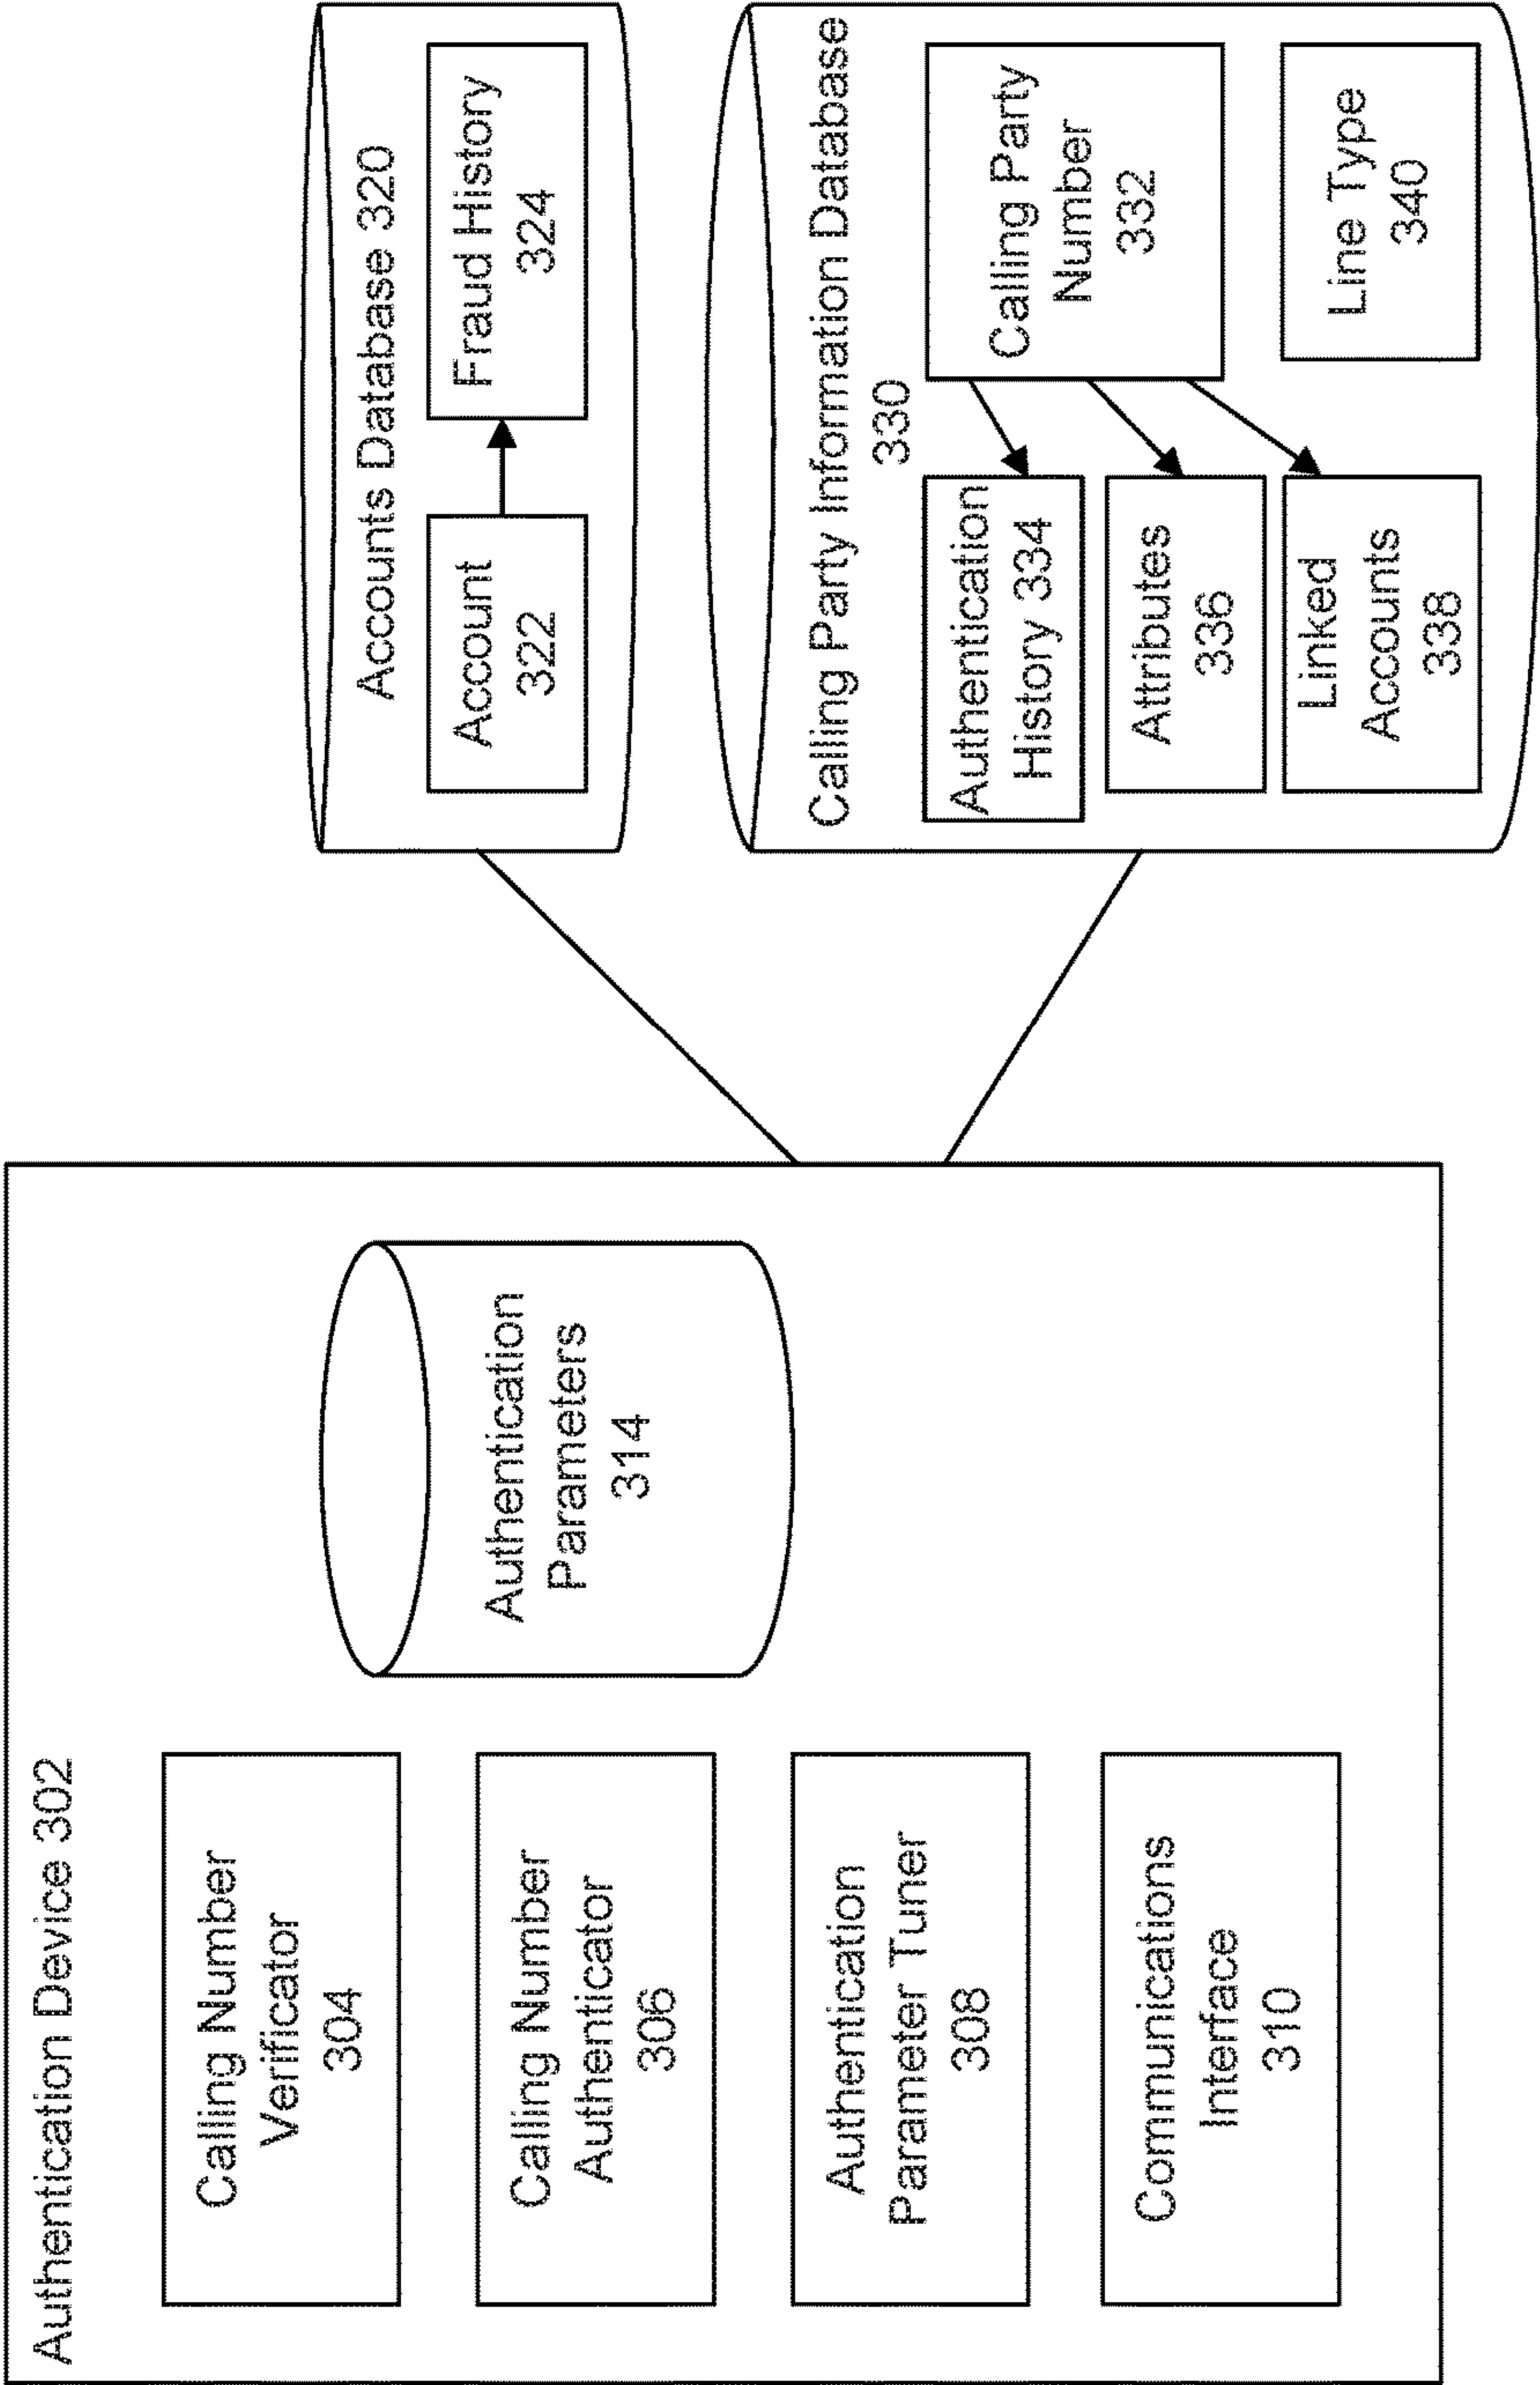 Authentication Device 302
Calling Number
Verificator
304
Calling Number
Authenticator
306
Authentication
Parameter Tuner
308
Communications
Interface
310
Authentication
Parameters
314
Accounts Database 320
Account
322
Fraud History
324
Calling Party Information Database
330
Authentication
History 334
Attributes
336
Linked
Accounts
338
Calling Party
Number
332
Line Type
340